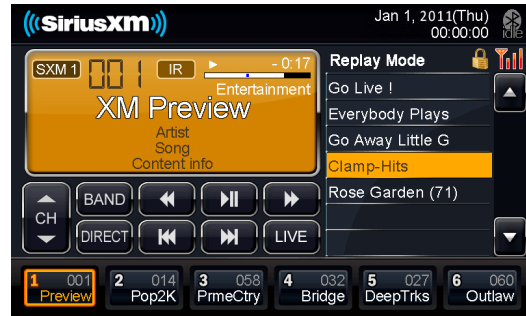 SiriusXM
Jan 1, 2011(Thu)
00:00:00
idle
SXM 1
001
IR
- 0:17
Entertainment
XM Preview
Artist
Song
Content info
Replay Mode
Go Live !
Everybody Plays
Go Away Little G
Clamp-Hits
Rose Garden (71)
CH
BAND
DIRECT
LIVE
1 001
Preview
2 014
Pop2K
3 058
PrmeCtry
4 032
Bridge
5 027
DeepTrks
6 060
Outlaw